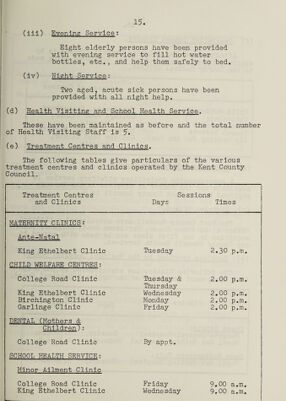 15.
(iii) Evening Service:
Eight elderly persons have been provided
with evening service to fill hot water
bottles, etc., and help them safely to bed.
(iv) Night Service:
Two aged, acute sick persons have been
provided with all night help.
(d) Health Visiting and School Health Service.
These have been maintained as before and the total number
of Health Visiting Staff is 5.
(e) Treatment Centres and Clinics.
The following tables give particulars of the various
treatment centres and clinics operated by the Kent County
Council.
Treatment Centres Sessions
and Clinics Days Times
MATERNITY CLINICS:
Ante-Natal
King Ethelbert Clinic Tuesday 2.30 p.m.
CHILD WELFARE CENTRES:
College Road Clinic Tuesday & 2.00 p.m.
Thursday
King Ethelbert Clinic Wednesday 2.00 p.m.
Birchington Clinic Monday 2.00 p.m.
Garlinge Clinic Friday 2.00 p.m.
DENTAL (Mothers &
Children):
College Road Clinic By appt.
SCHOOL HEALTH SERVICE:
Minor Ailment Clinic
College Road Clinic Friday 9.00 a.m.
King Ethelbert Clinic Wednesday 9.00 a.m.